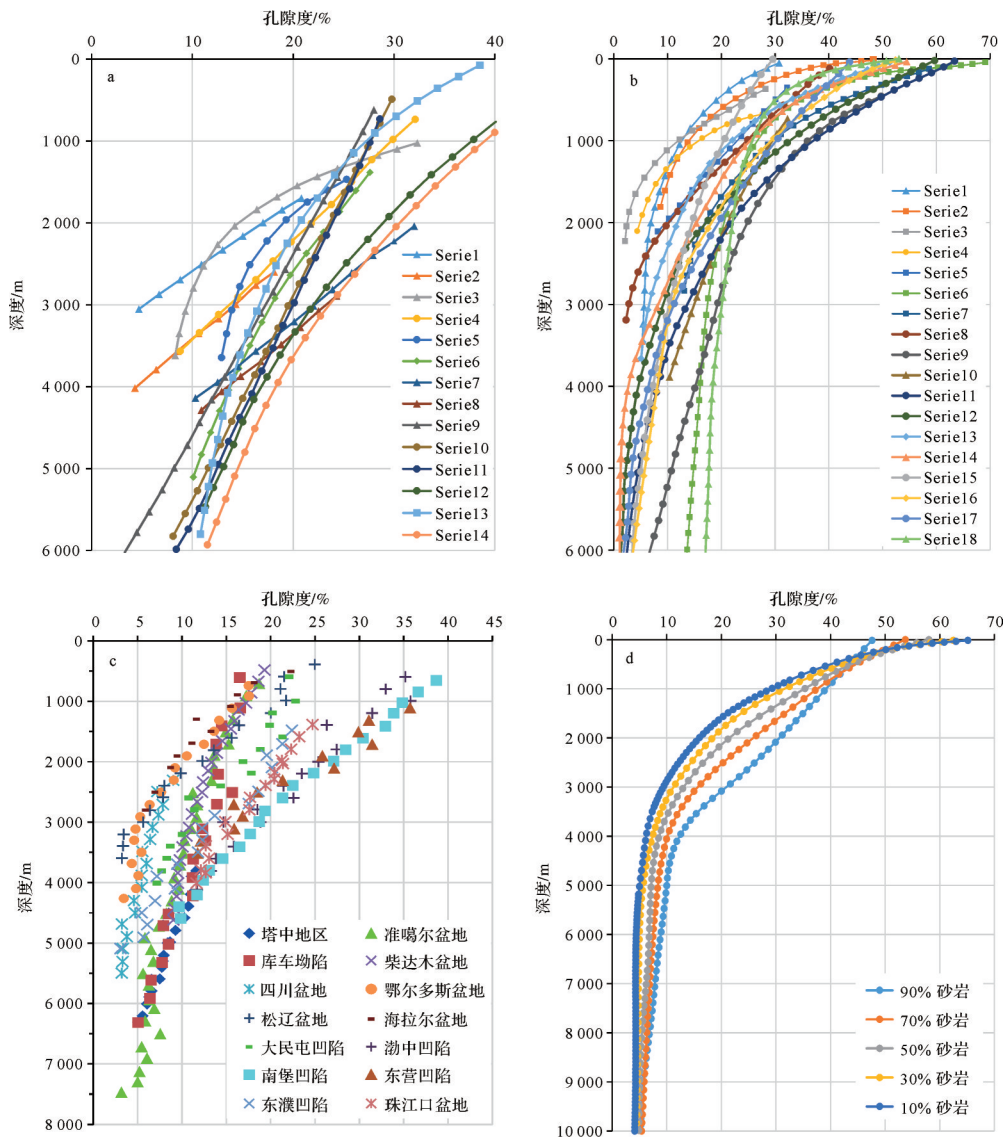 孔隙度/%
0 10 20 30 40
a
深度/m
0
1 000
2 000
3 000
4 000
5 000
6 000
Serie1
Serie2
Serie3
Serie4
Serie5
Serie6
Serie7
Serie8
Serie9
Serie10
Serie11
Serie12
Serie13
Serie14
孔隙度/%
0 10 20 30 40 50 60 70
b
深度/m
0
1 000
2 000
3 000
4 000
5 000
6 000
Serie1
Serie2
Serie3
Serie4
Serie5
Serie6
Serie7
Serie8
Serie9
Serie10
Serie11
Serie12
Serie13
Serie14
Serie15
Serie16
Serie17
Serie18
孔隙度/%
0 5 10 15 20 25 30 35 40 45
c
深度/m
0
1 000
2 000
3 000
4 000
5 000
6 000
7 000
8 000
塔中地区 准噶尔盆地
库车坳陷 柴达木盆地
四川盆地 鄂尔多斯盆地
松辽盆地 海拉尔盆地
大民屯凹陷 渤中凹陷
南堡凹陷 东营凹陷
东濮凹陷 珠江口盆地
孔隙度/%
0 10 20 30 40 50 60 70
d
深度/m
0
1 000
2 000
3 000
4 000
5 000
6 000
7 000
8 000
9 000
10 000
90% 砂岩
70% 砂岩
50% 砂岩
30% 砂岩
10% 砂岩